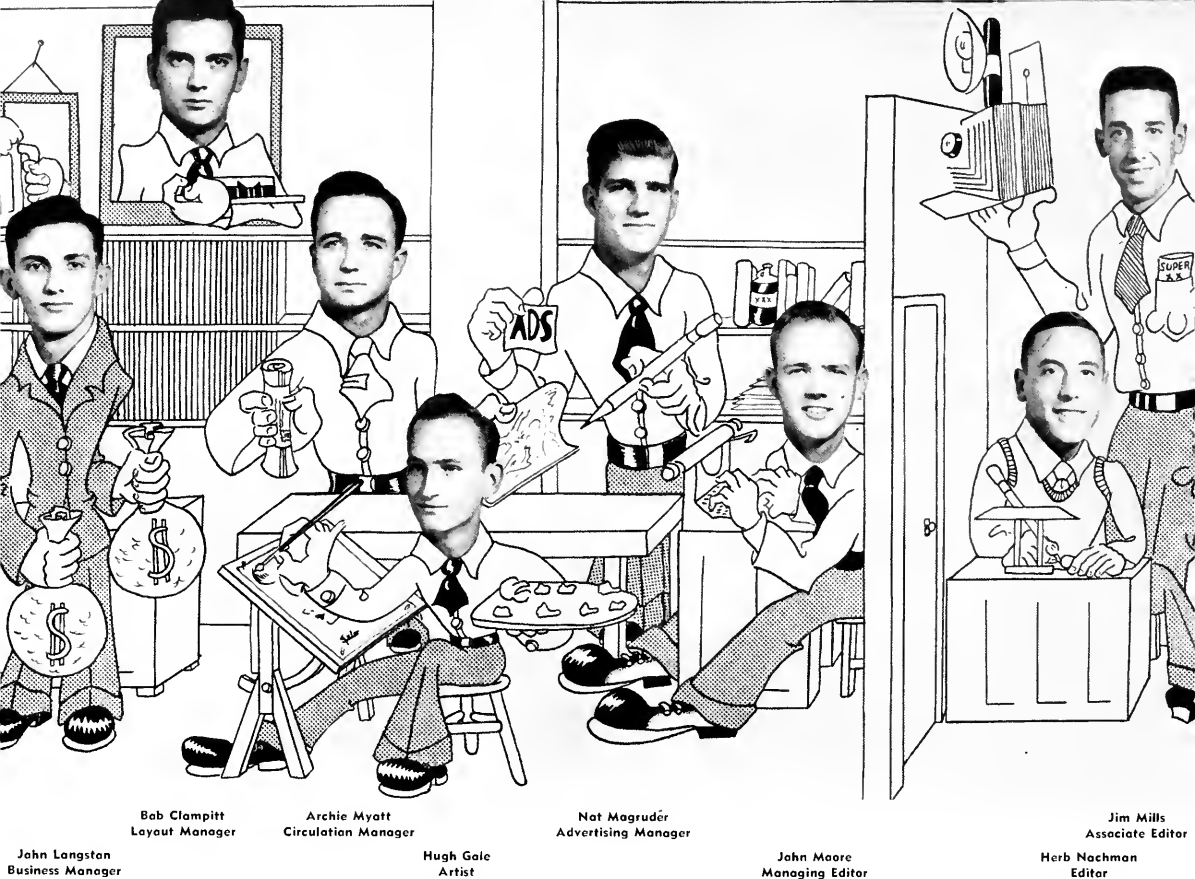 SUPER
XX
XXX
ADS
$
$
Bob Clampitt
Layout Manager
Archie Myatt
Circulation Manager
Nat Magruder
Advertising Manager
Jim Mills
Associate Editor
John Langston
Business Manager
Hugh Gale
Artist
John Moore
Managing Editor
Herb Nachman
Editor